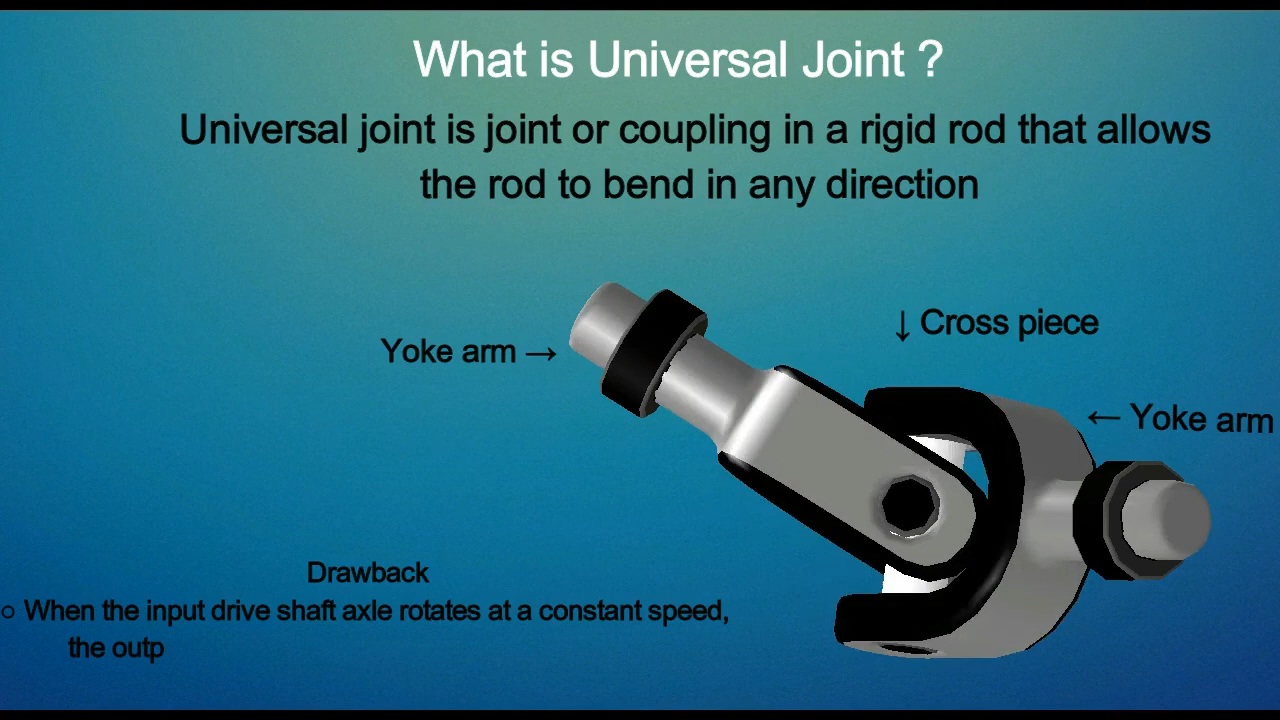 What is Universal Joint ?
Universal joint is joint or coupling in a rigid rod that allows
the rod to bend in any direction
↓ Cross piece
Yoke arm →
← Yoke arm
Drawback
○ When the input drive shaft axle rotates at a constant speed,
the outp